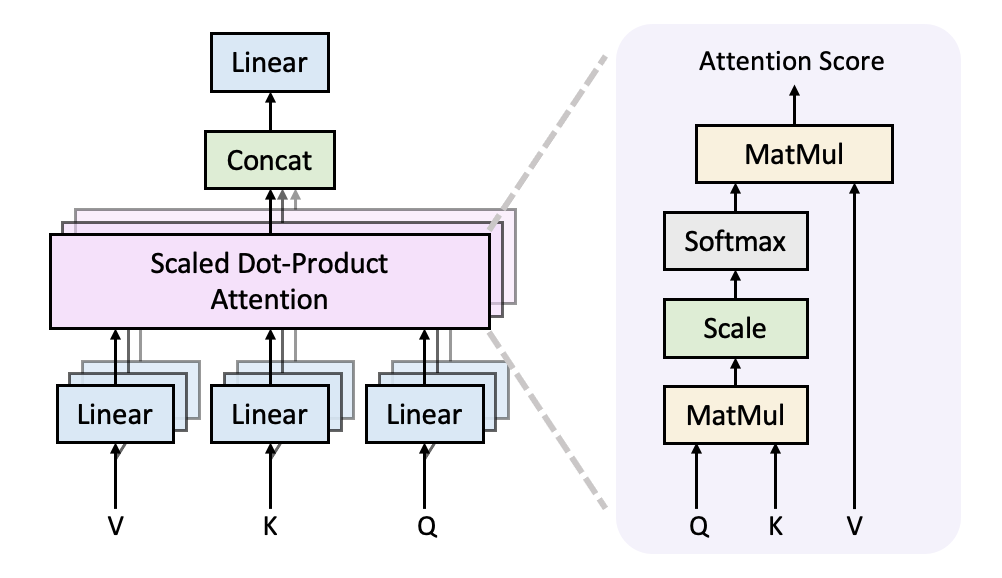 Linear
Concat
Scaled Dot-Product
Attention
Linear
Linear
Linear
V
K
Q
Attention Score
MatMul
Softmax
Scale
MatMul
Q
K
V